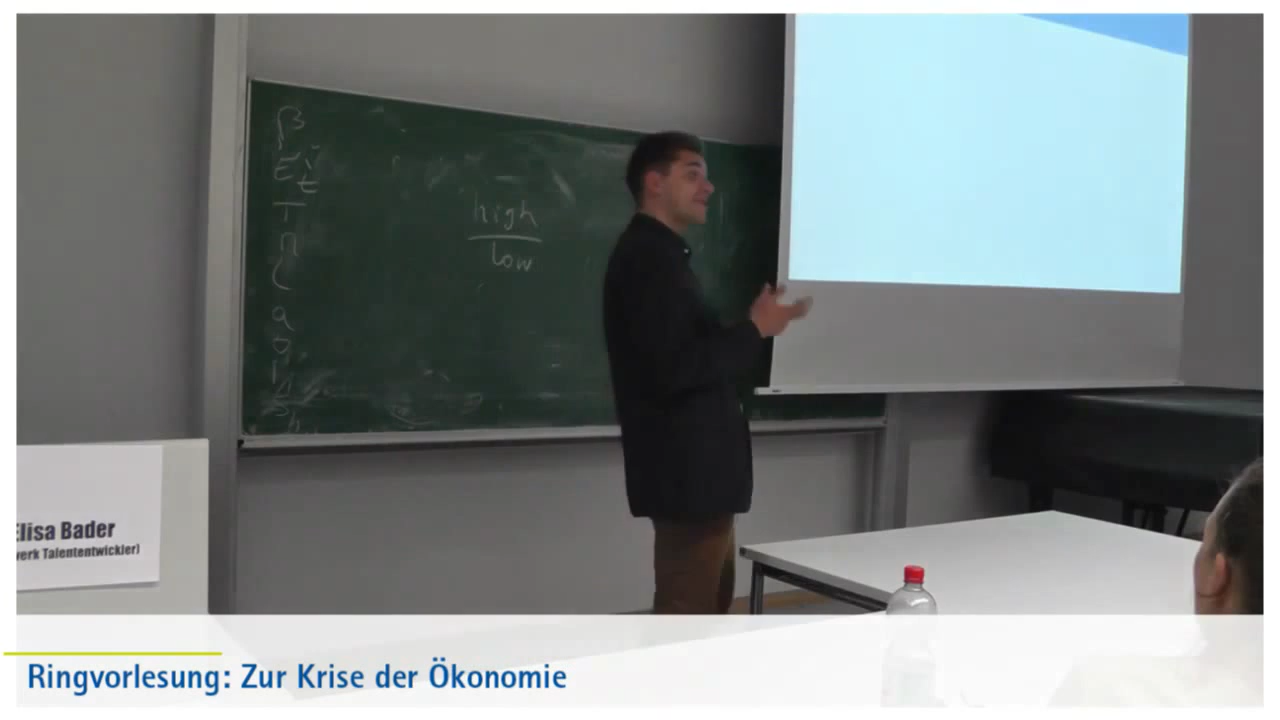 β
T
n
a
high
low
Elisa Bader
werk Talententwickler)
Ringvorlesung: Zur Krise der Ökonomie